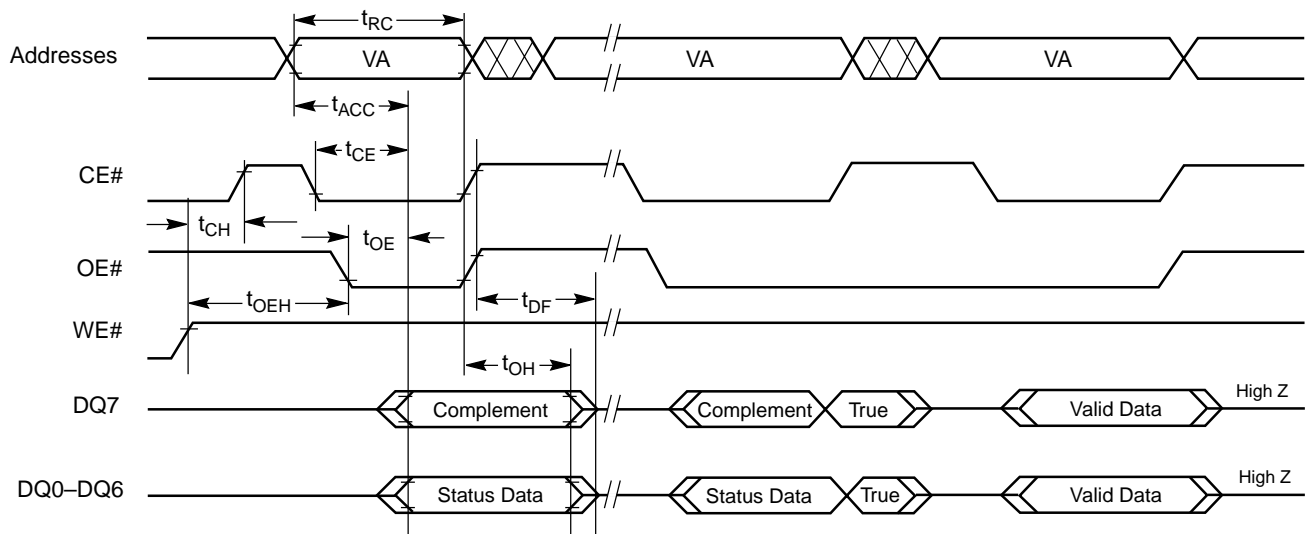 tRC
Addresses VA VA VA
tACC
tCE
CE#
tCH tOE
OE#
tOEH tDF
WE#
tOH
DQ7 Complement Complement True Valid Data High Z
DQ0–DQ6 Status Data Status Data True Valid Data High Z